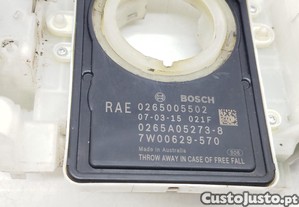 BOSCH
RAE 0265005502
07-03-15 021F
0265A05273-8
7W00629-570
Made in Australia
THROW AWAY IN CASE OF FREE FALL
CustoJusto.pt